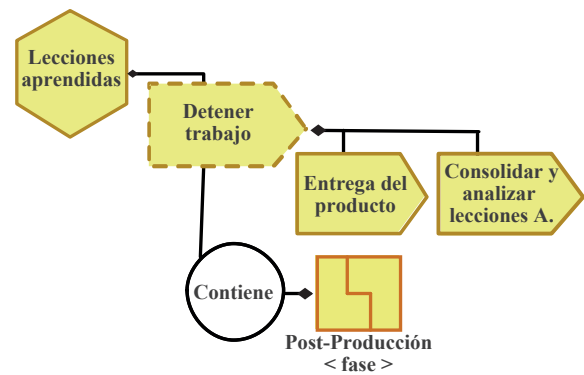 Lecciones
aprendidas
Detener
trabajo
Entrega del
producto
Consolidar y
analizar
lecciones A.
Contiene
Post-Producción
< fase >